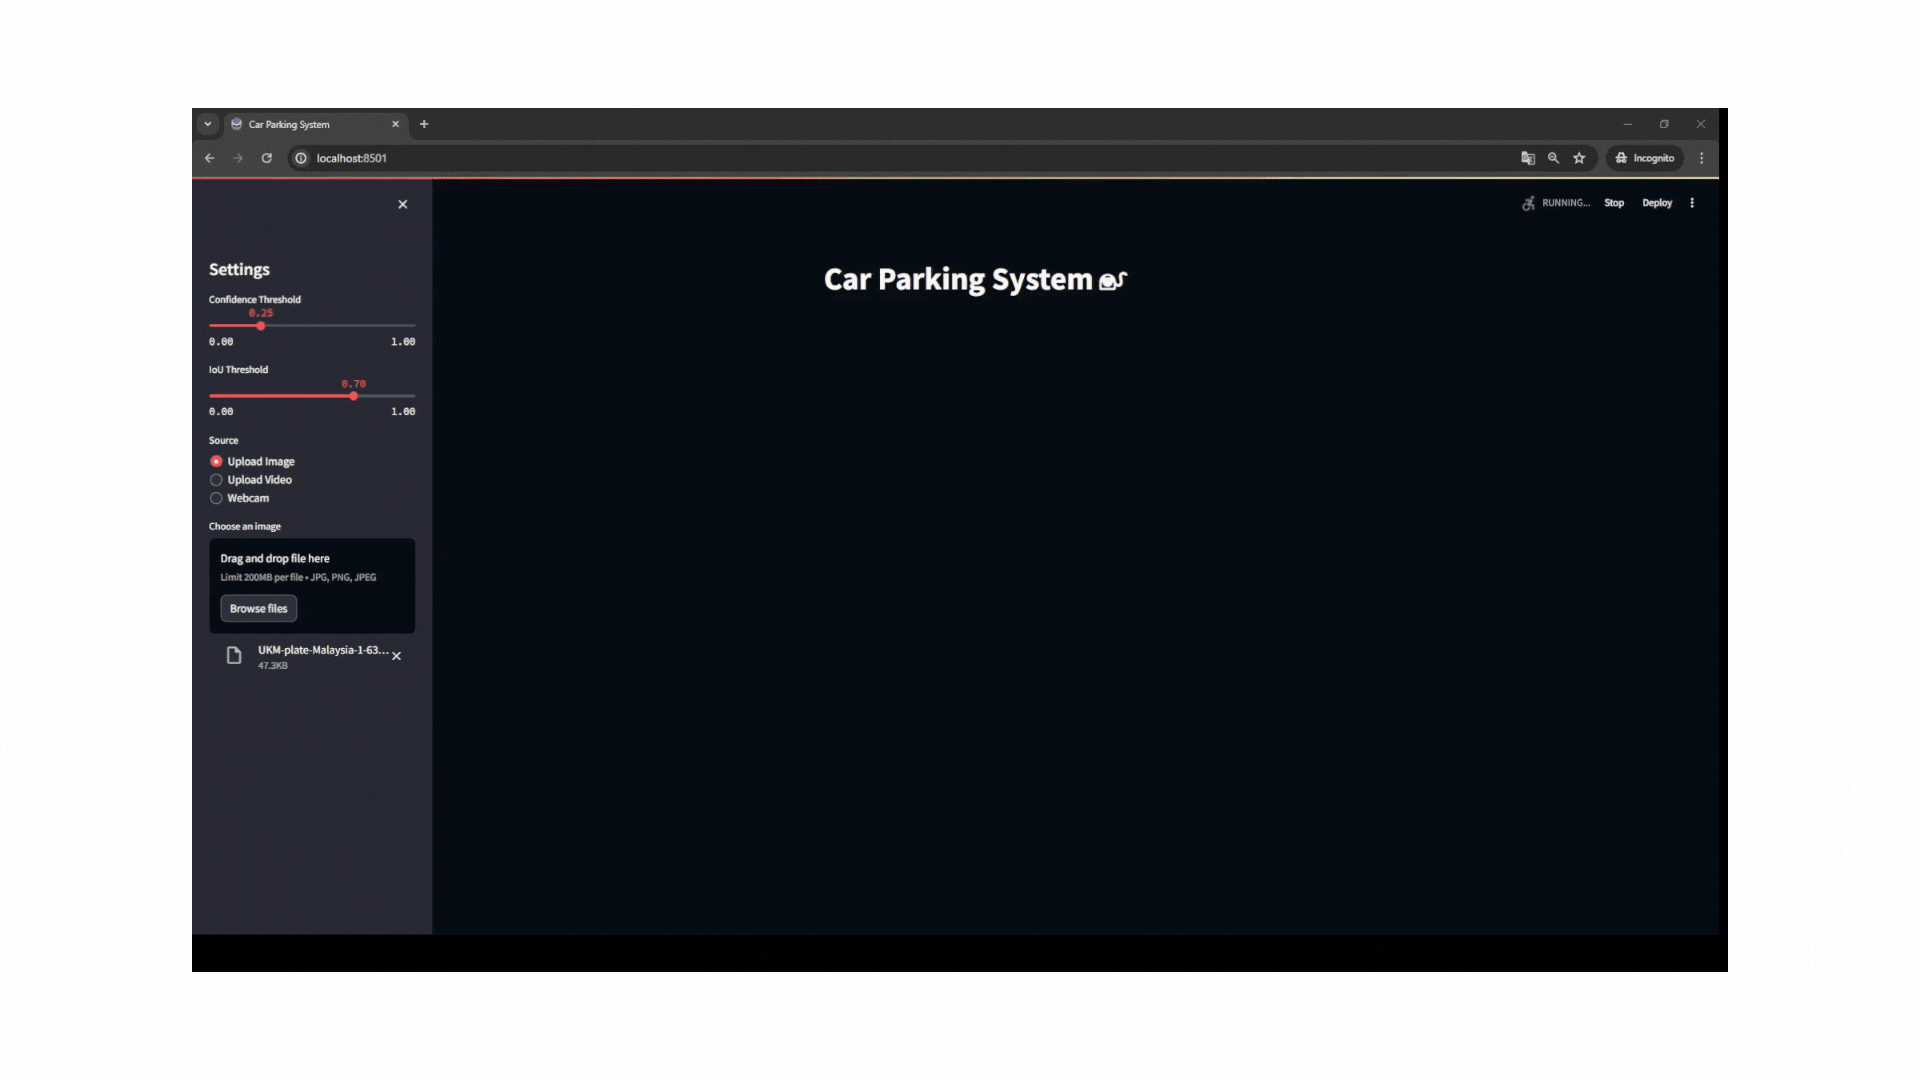 Car Parking System
localhost:8501
Incognito
RUNNING...
Stop
Deploy
Settings
Confidence Threshold
0.25
0.00 1.00
IoU Threshold
0.70
0.00 1.00
Source
Upload Image
Upload Video
Webcam
Choose an image
Drag and drop file here
Limit 200MB per file • JPG, PNG, JPEG
Browse files
UKM-plate-Malaysia-1-63...
47.3KB
Car Parking System